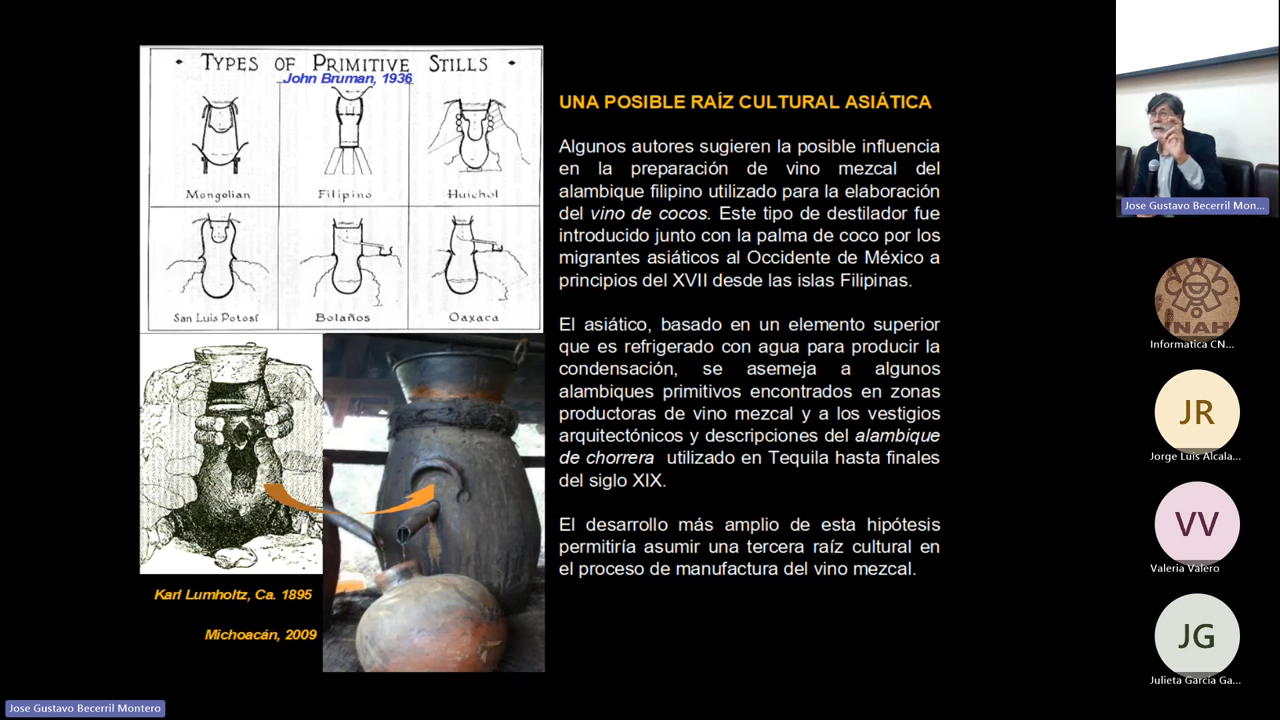 TYPES OF PRIMITIVE STILLS
John Bruman, 1936
Mongolian
Filipino
Huichol
San Luis Potosí
Bolaños
Oaxaca
Karl Lumholtz, Ca. 1895
Michoacán, 2009
UNA POSIBLE RAÍZ CULTURAL ASIÁTICA
Algunos autores sugieren la posible influencia
en la preparación de vino mezcal del
alambique filipino utilizado para la elaboración
del vino de cocos. Este tipo de destilador fue
introducido junto con la palma de coco por los
migrantes asiáticos al Occidente de México a
principios del XVII desde las islas Filipinas.
El asiático, basado en un elemento superior
que es refrigerado con agua para producir la
condensación, se asemeja a algunos
alambiques primitivos encontrados en zonas
productoras de vino mezcal y a los vestigios
arquitectónicos y descripciones del alambique
de chorrera utilizado en Tequila hasta finales
del siglo XIX.
El desarrollo más amplio de esta hipótesis
permitiría asumir una tercera raíz cultural en
el proceso de manufactura del vino mezcal.
Jose Gustavo Becerril Mon...
INAH
Informatica CN...
JR
Jorge Luis Alcala...
VV
Valeria Valero
JG
Julieta García Ga...
Jose Gustavo Becerril Montero